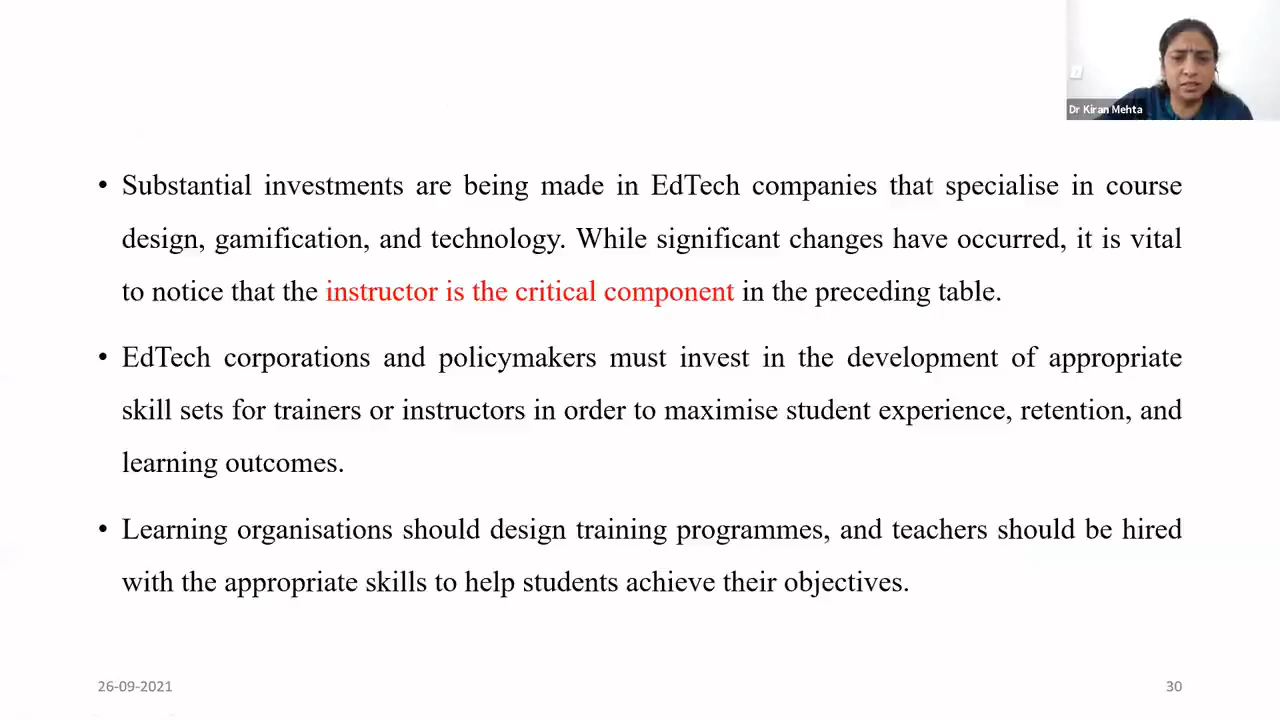 Dr Kiran Mehta
• Substantial investments are being made in EdTech companies that specialise in course
design, gamification, and technology. While significant changes have occurred, it is vital
to notice that the instructor is the critical component in the preceding table.
• EdTech corporations and policymakers must invest in the development of appropriate
skill sets for trainers or instructors in order to maximise student experience, retention, and
learning outcomes.
• Learning organisations should design training programmes, and teachers should be hired
with the appropriate skills to help students achieve their objectives.
26-09-2021
30